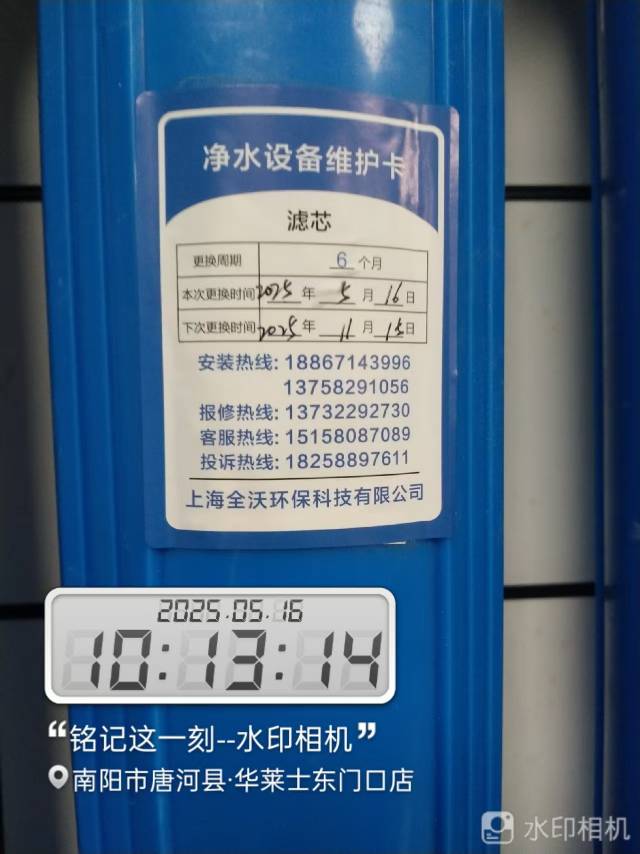 净水设备维护卡
滤芯
更换周期 6 个月
本次更换时间 2025 年 5 月 16 日
下次更换时间 2025 年 11 月 15 日
安装热线: 18867143996
13758291056
报修热线: 13732292730
客服热线: 15158087089
投诉热线: 18258897611
上海全沃环保科技有限公司
2025.05.16
10:13:14
“铭记这一刻--水印相机”
南阳市唐河县·华莱士东门口店
水印相机